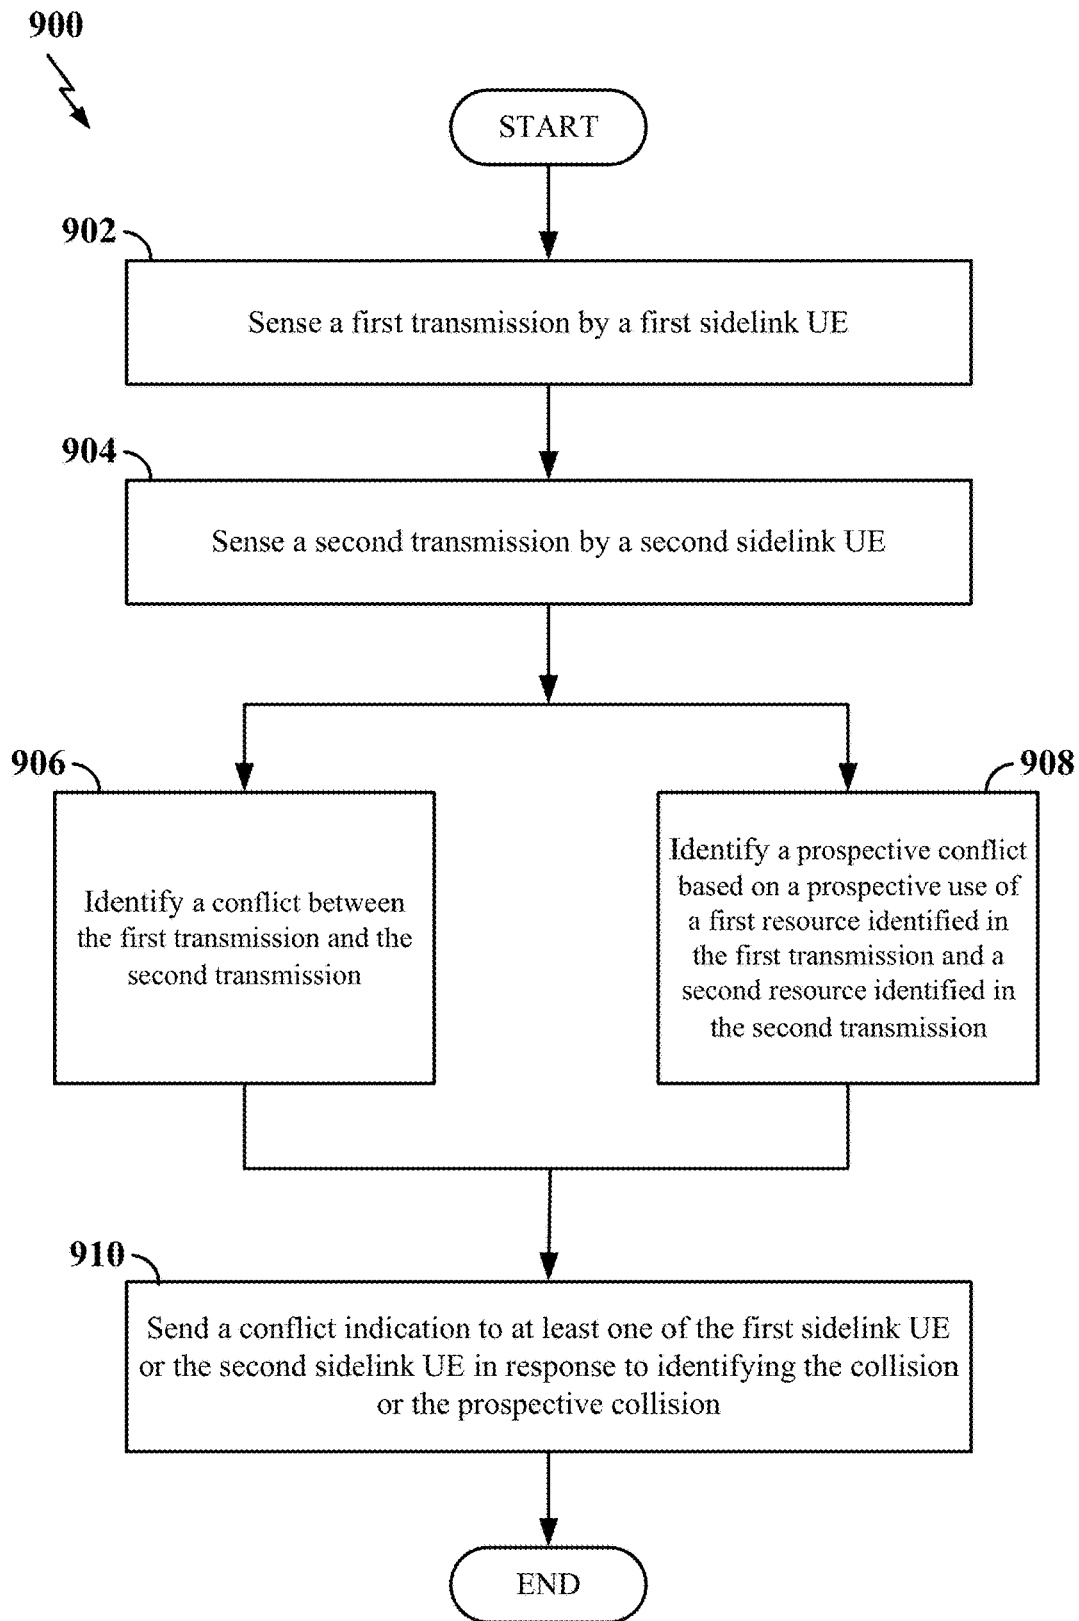 900
START
902
Sense a first transmission by a first sidelink UE
904
Sense a second transmission by a second sidelink UE
906
Identify a conflict between
the first transmission and the
second transmission
908
Identify a prospective conflict
based on a prospective use of
a first resource identified in
the first transmission and a
second resource identified in
the second transmission
910
Send a conflict indication to at least one of the first sidelink UE
or the second sidelink UE in response to identifying the collision
or the prospective collision
END